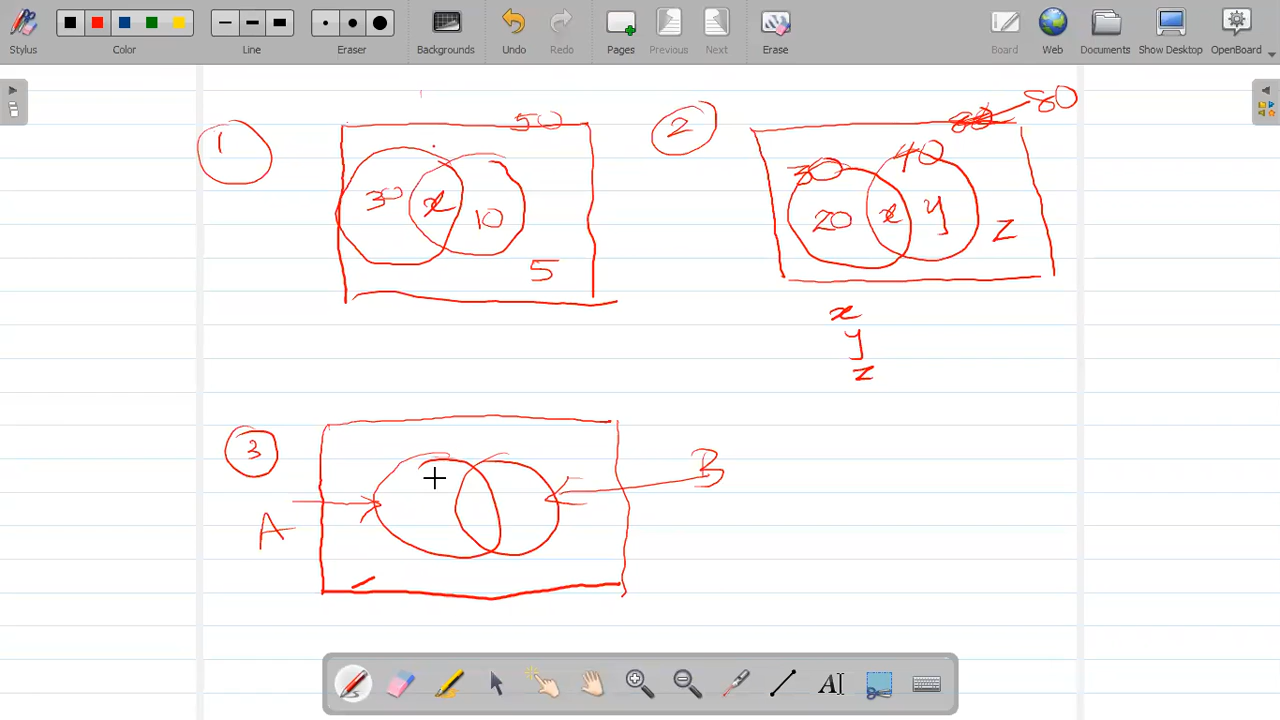 Stylus Color Line Eraser Backgrounds Undo Redo Pages Previous Next Erase Board Web Documents Show Desktop OpenBoard
1
50
30 x 10
5
2
80
30 40
20 x y z
x
y
z
3
A
B
AI